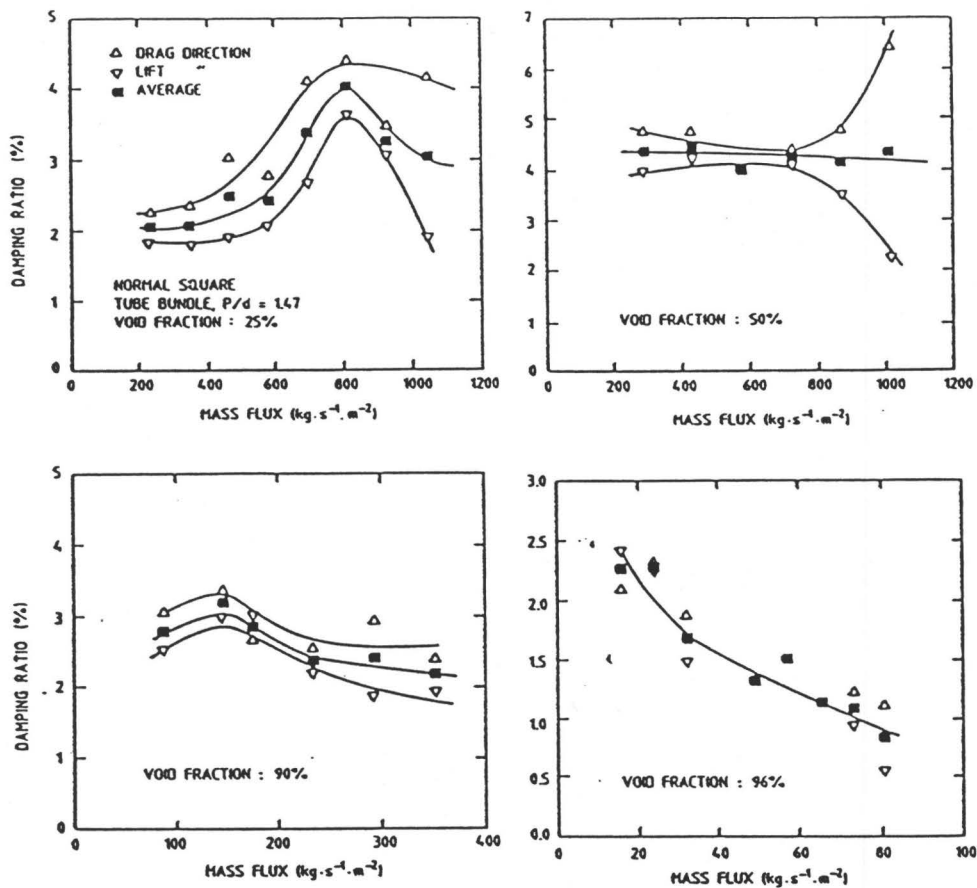 5
4
3
2
1
0
DAMPING RATIO (%)
△ DRAG DIRECTION
▽ LIFT "
■ AVERAGE
NORMAL SQUARE
TUBE BUNDLE, P/d = 1.47
VOID FRACTION : 25%
0 200 400 600 800 1000 1200
MASS FLUX (kg·s⁻¹·m⁻²)
7
6
5
4
3
2
1
0
VOID FRACTION : 50%
0 200 400 600 800 1000 1200
MASS FLUX (kg·s⁻¹·m⁻²)
5
4
3
2
1
0
DAMPING RATIO (%)
VOID FRACTION : 90%
0 100 200 300 400
MASS FLUX (kg·s⁻¹·m⁻²)
3.0
2.5
2.0
1.5
1.0
0.5
0.0
VOID FRACTION : 96%
0 20 40 60 80 100
MASS FLUX (kg·s⁻¹·m⁻²)